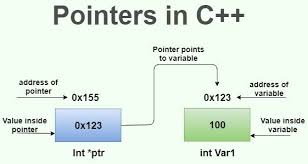 Pointers in C++
Pointer points
to variable
address of
pointer
0x155
0x123
address of
variable
Value inside
pointer
0x123
100
Value inside
variable
Int *ptr
int Var1